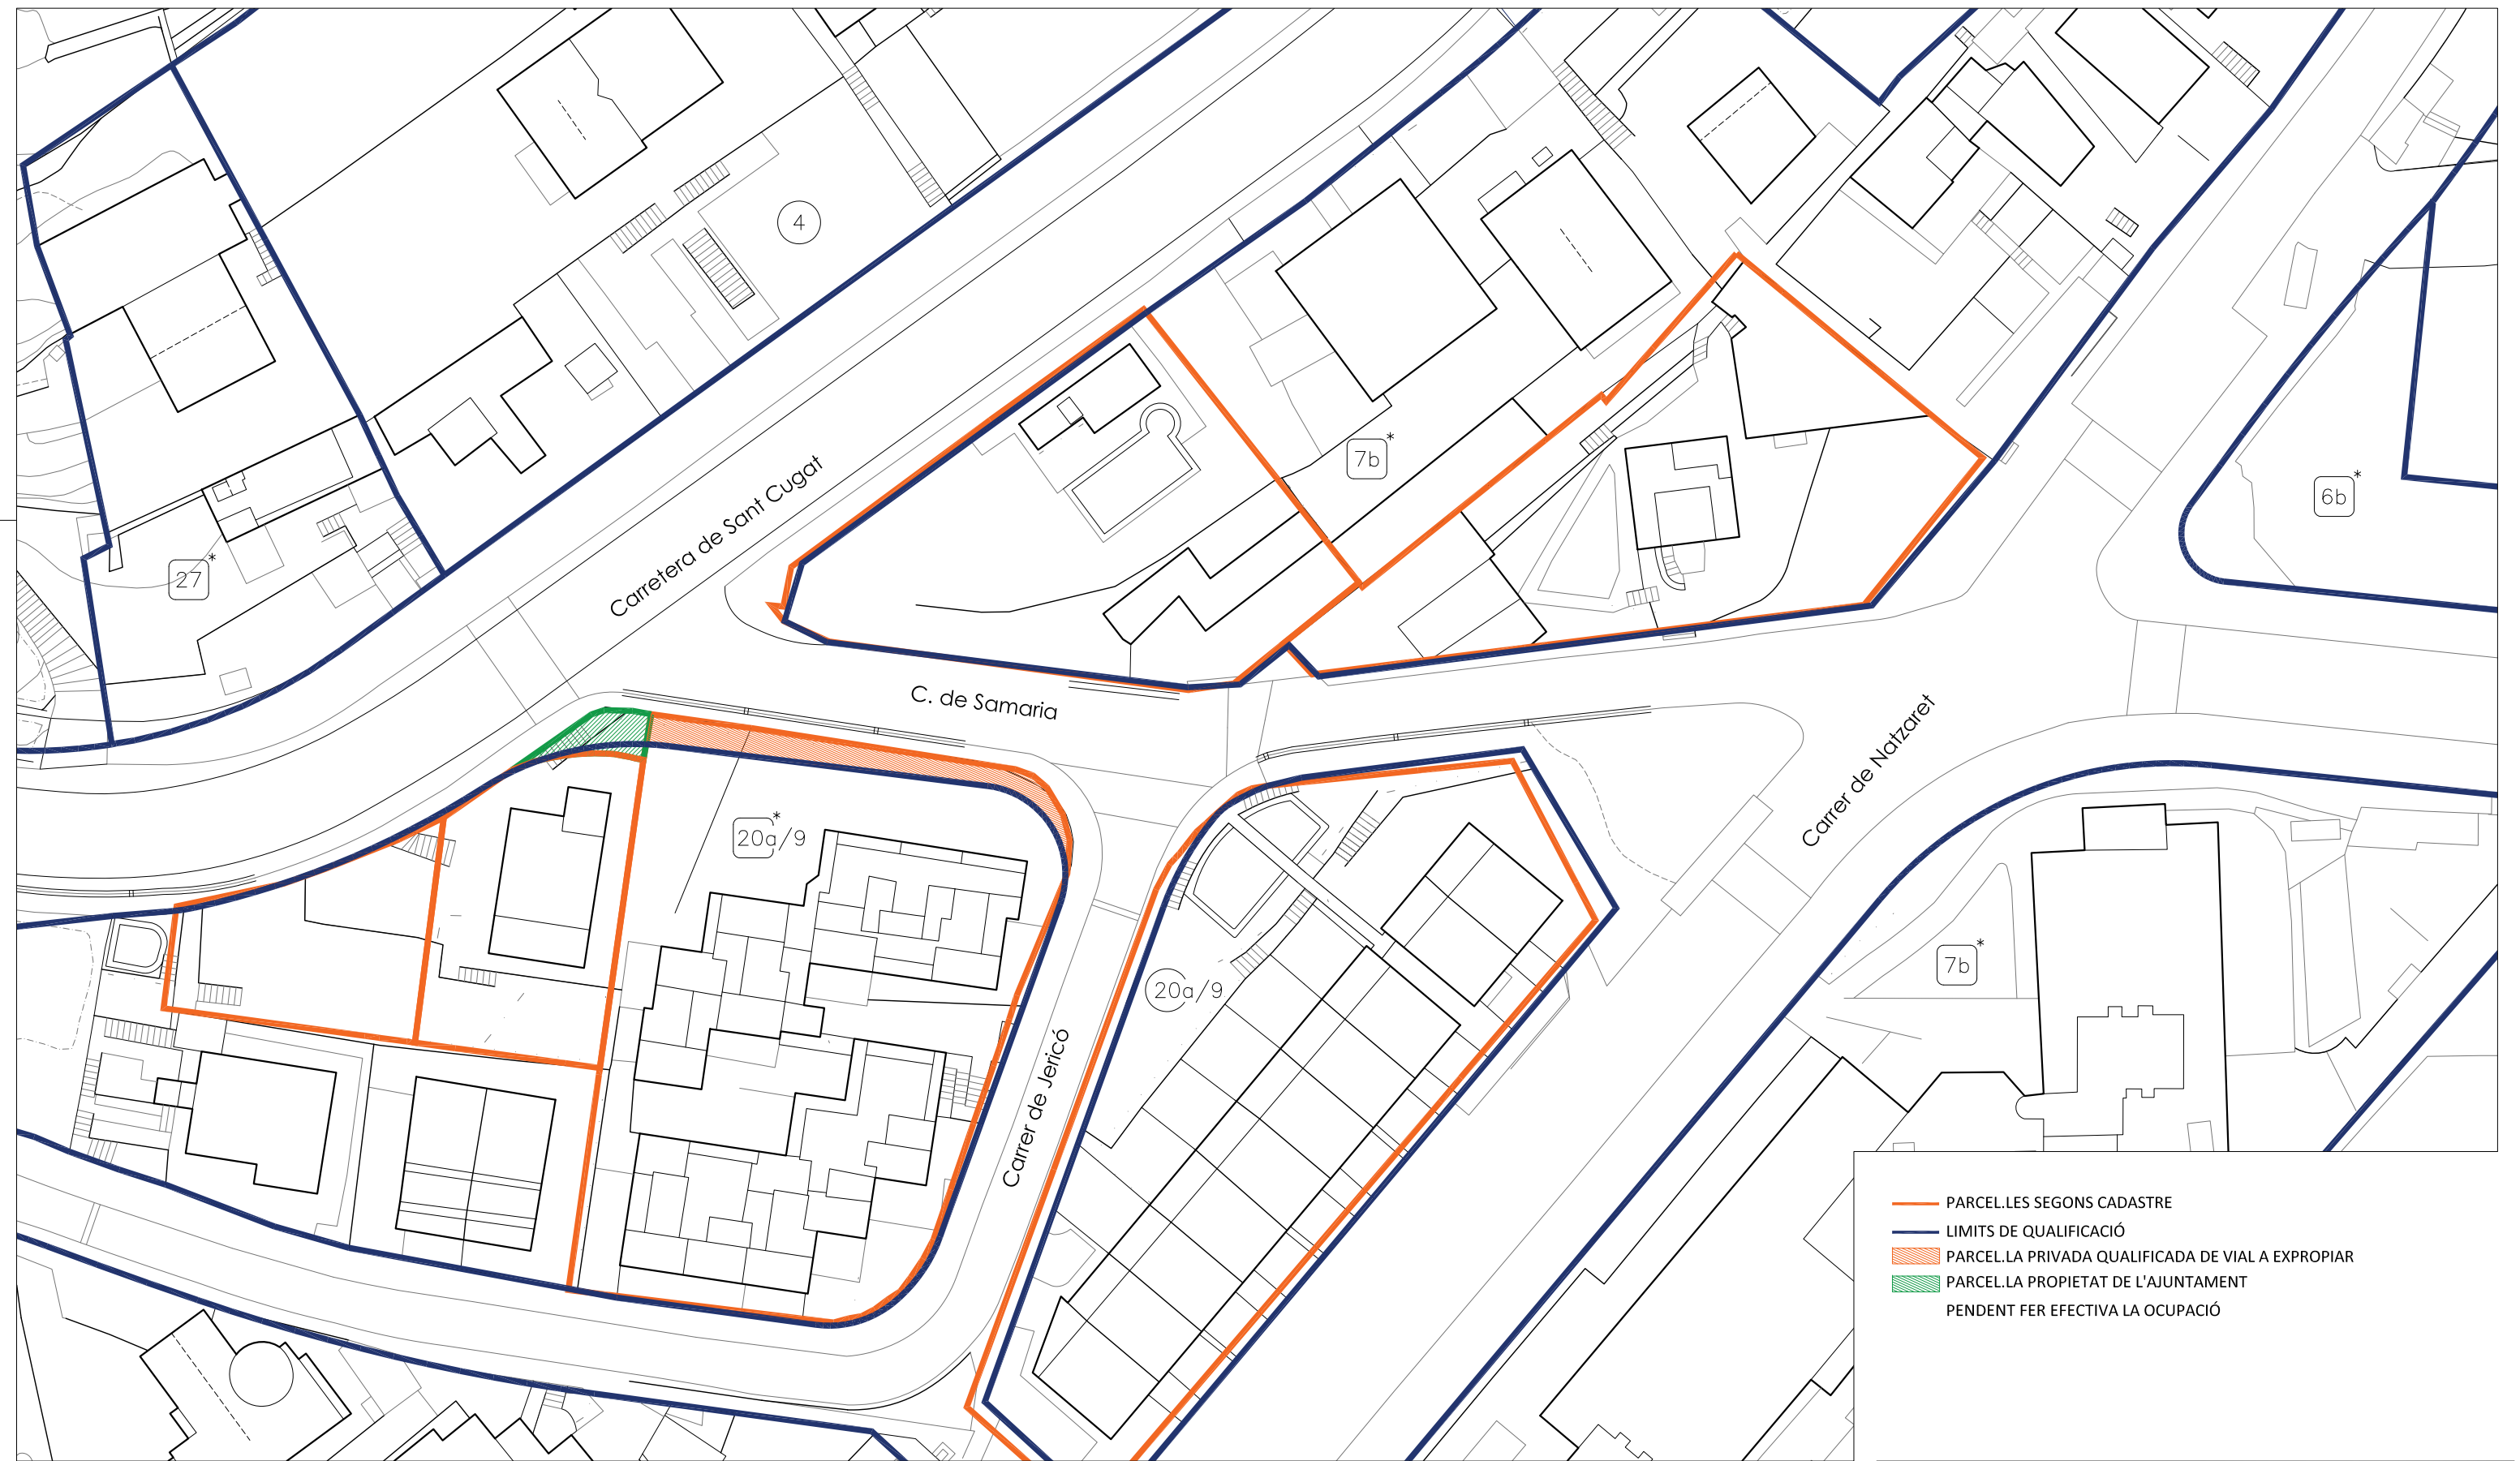 4
7b*
6b*
27*
Carretera de Sant Cugat
C. de Samaria
Carrer de Natzaret
20a/9*
7b*
20a/9
Carrer de Jericó
PARCEL.LES SEGONS CADASTRE
LIMITS DE QUALIFICACIÓ
PARCEL.LA PRIVADA QUALIFICADA DE VIAL A EXPROPIAR
PARCEL.LA PROPIETAT DE L'AJUNTAMENT
PENDENT FER EFECTIVA LA OCUPACIÓ